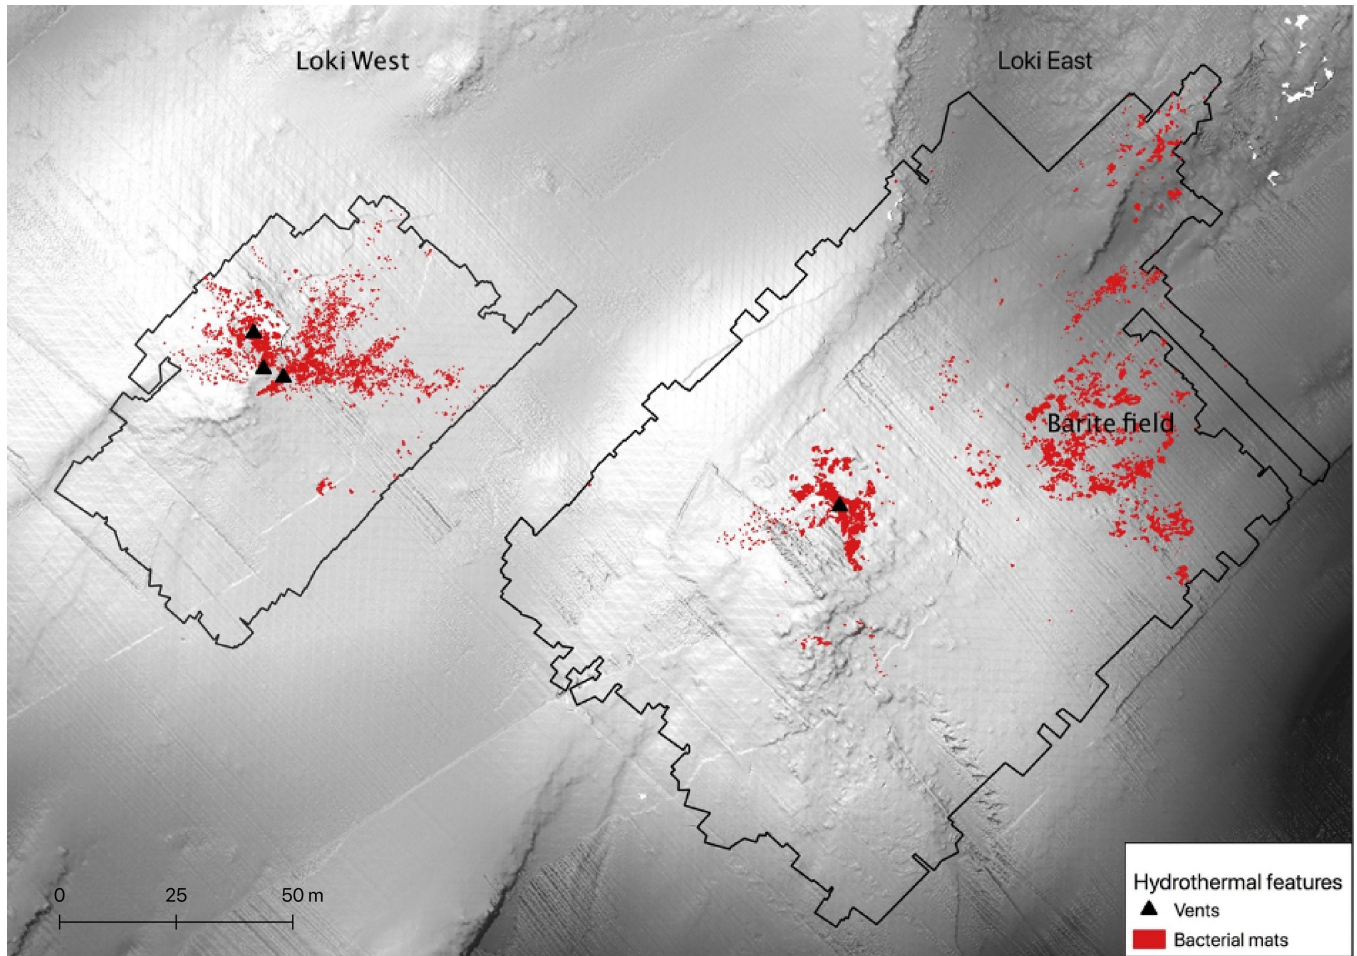 Loki West
Loki East
Barite field
0 25 50 m
Hydrothermal features
Vents
Bacterial mats